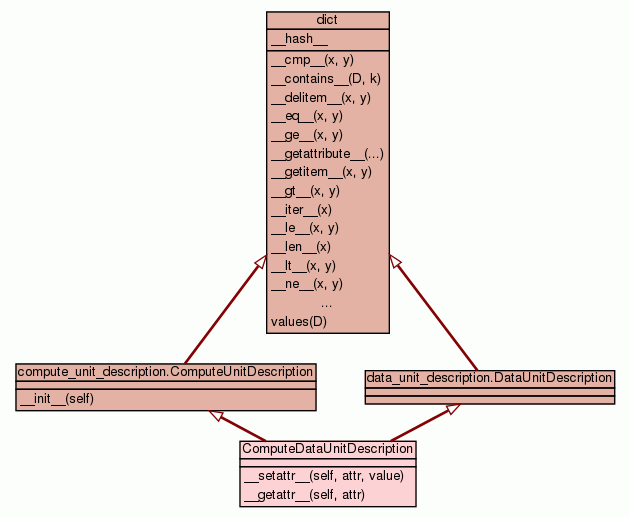 dict
__hash__
__cmp__(x, y)
__contains__(D, k)
__delitem__(x, y)
__eq__(x, y)
__ge__(x, y)
__getattribute__(...)
__getitem__(x, y)
__gt__(x, y)
__iter__(x)
__le__(x, y)
__len__(x)
__lt__(x, y)
__ne__(x, y)
...
values(D)
compute_unit_description.ComputeUnitDescription
__init__(self)
data_unit_description.DataUnitDescription
ComputeDataUnitDescription
__setattr__(self, attr, value)
__getattr__(self, attr)